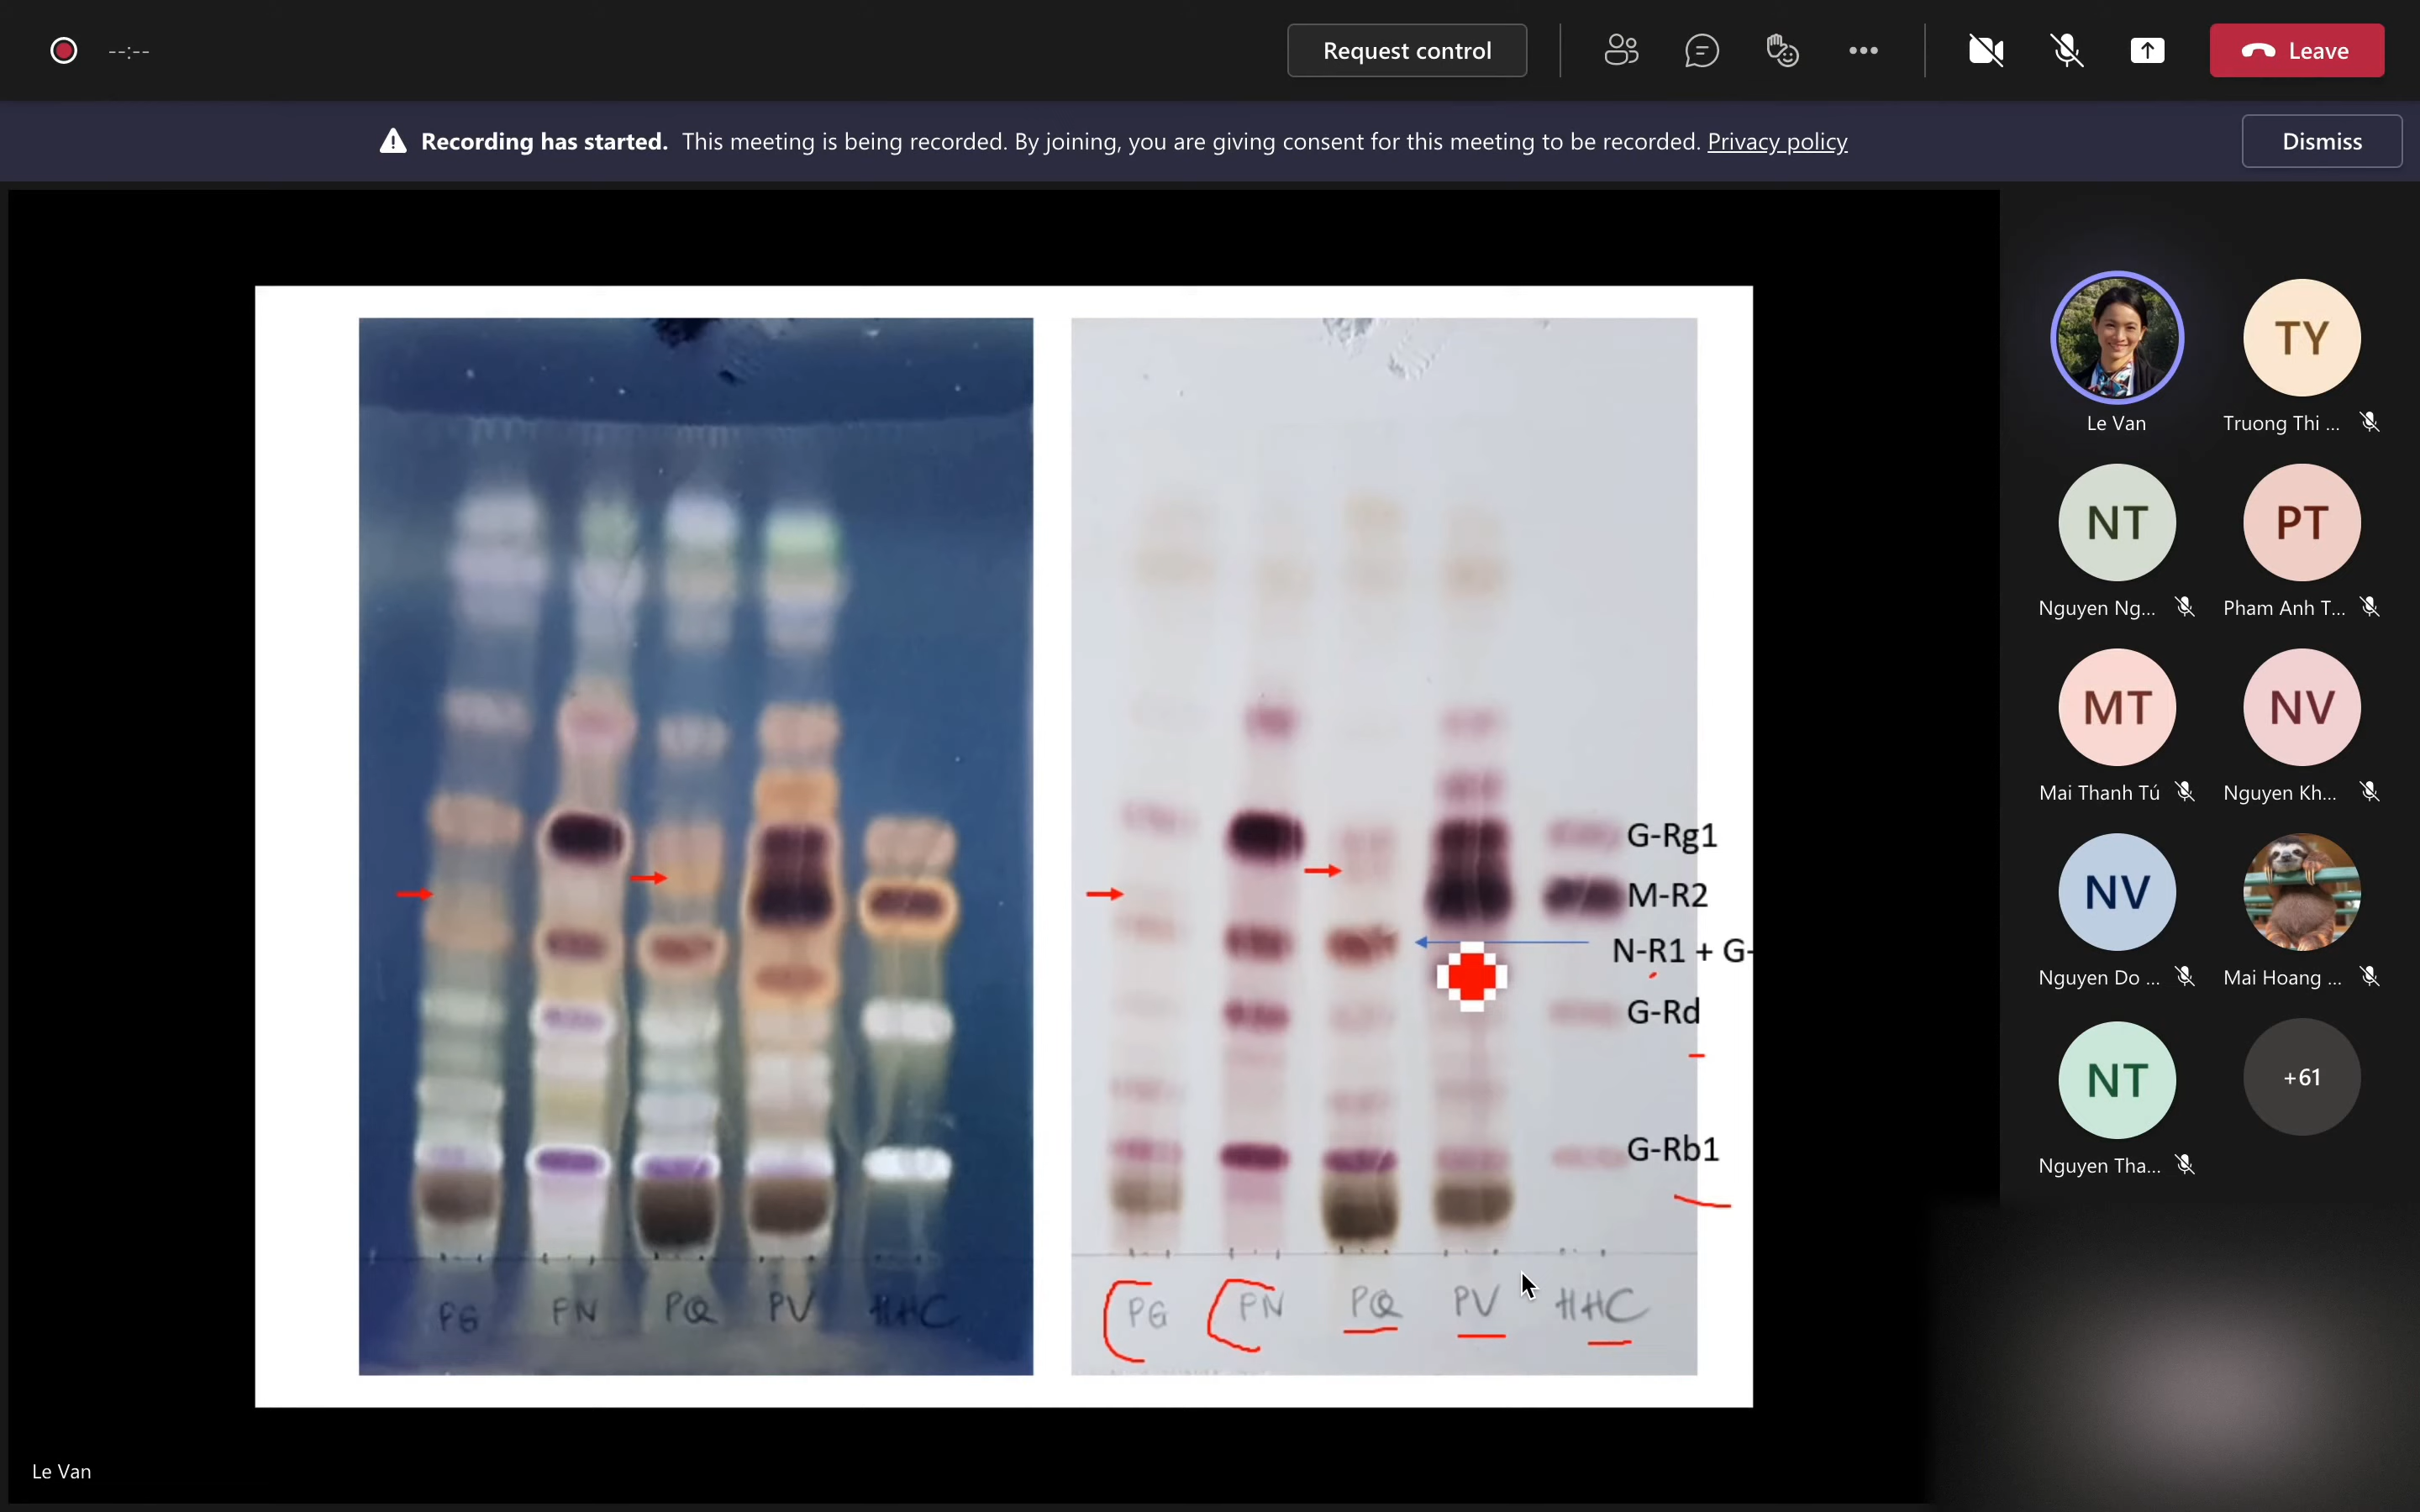 --:--
Request control
Leave
Recording has started. This meeting is being recorded. By joining, you are giving consent for this meeting to be recorded. Privacy policy
Dismiss
PG PN PQ PV HHC
G-Rg1
M-R2
N-R1 + G-
G-Rd
G-Rb1
PG PN PQ PV HHC
Le Van
TY
Le Van
Truong Thi ...
NT
PT
Nguyen Ng...
Pham Anh T...
MT
NV
Mai Thanh Tú
Nguyen Kh...
NV
Nguyen Do ...
Mai Hoang ...
NT
+61
Nguyen Tha...